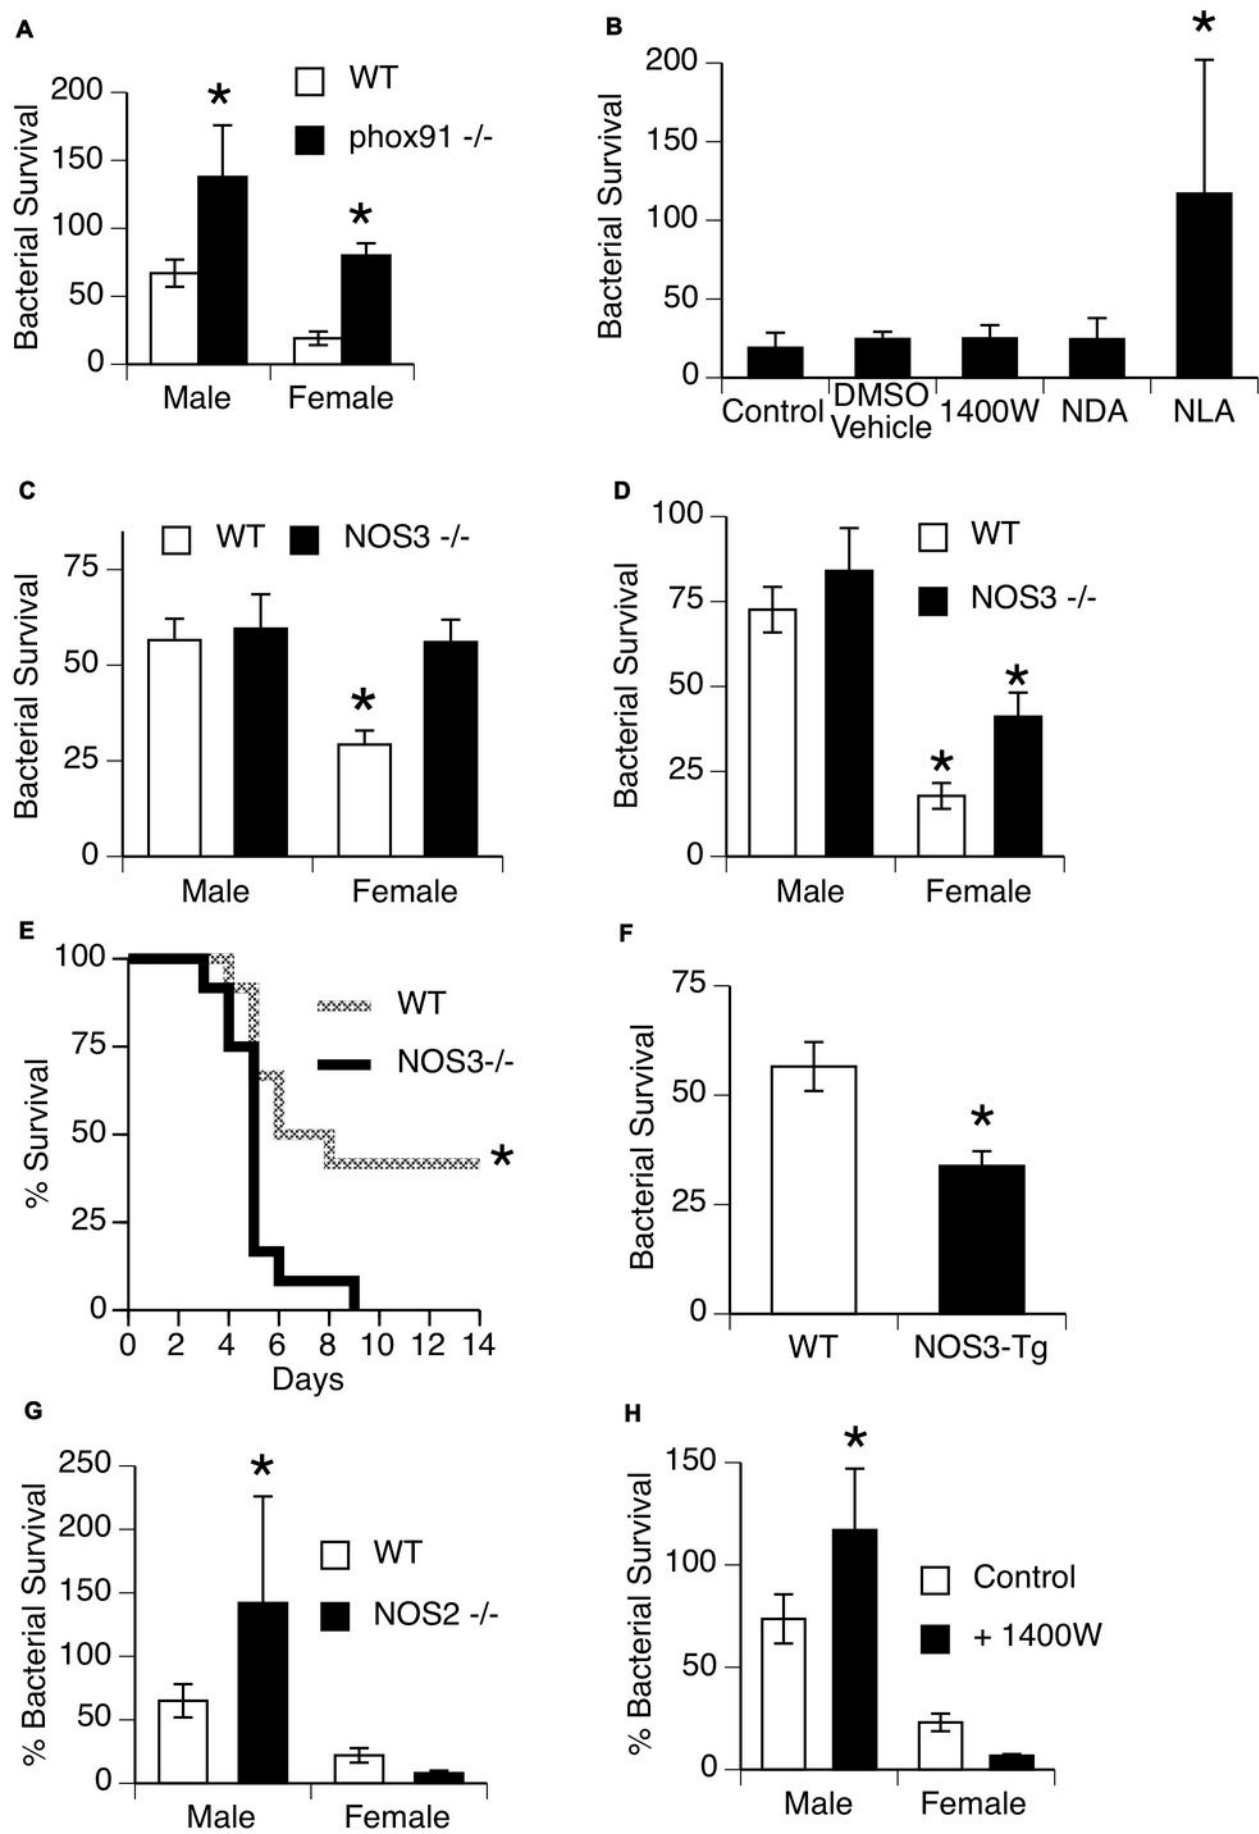 A
Bacterial Survival
200
150
100
50
0
*
*
WT
phox91 -/-
Male
Female
B
Bacterial Survival
200
150
100
50
0
*
Control
DMSO
Vehicle
1400W
NDA
NLA
C
Bacterial Survival
75
50
25
0
WT
NOS3 -/-
*
Male
Female
D
Bacterial Survival
100
75
50
25
0
WT
NOS3 -/-
*
*
Male
Female
E
% Survival
100
75
50
25
0
WT
NOS3-/-
*
0 2 4 6 8 10 12 14
Days
F
Bacterial Survival
75
50
25
0
*
WT
NOS3-Tg
G
% Bacterial Survival
250
200
150
100
50
0
*
WT
NOS2 -/-
Male
Female
H
% Bacterial Survival
150
100
50
0
*
Control
+ 1400W
Male
Female